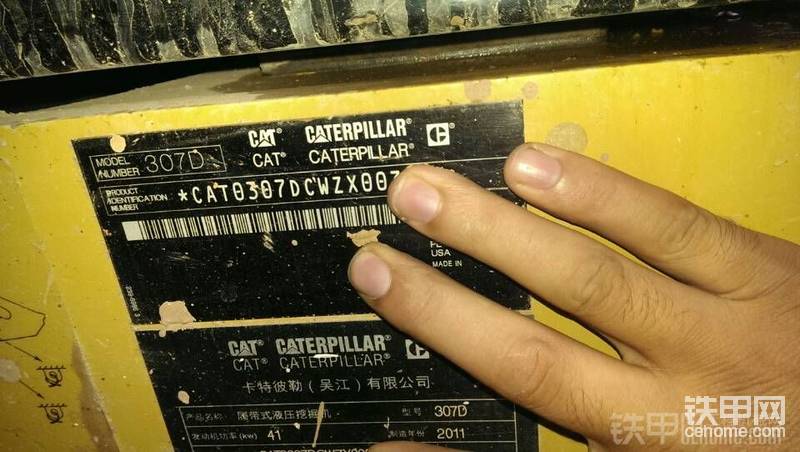 CAT® CATERPILLAR®
CAT® CATERPILLAR®
MODEL NUMBER 307D
PRODUCT IDENTIFICATION NUMBER *CAT0307DCWZX00
USA
MADE IN
CAT® CATERPILLAR®
CAT® CATERPILLAR®
卡特彼勒（吴江）有限公司
产品名称 履带式液压挖掘机 型号 307D
发动机功率(kw) 41 制造年份 2011
铁甲网
cehome.com